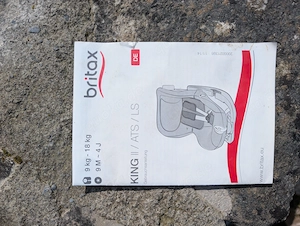 britax
DE
9 kg - 18 kg
9 M - 4 J
KING II / ATS / LS
www.britax.eu